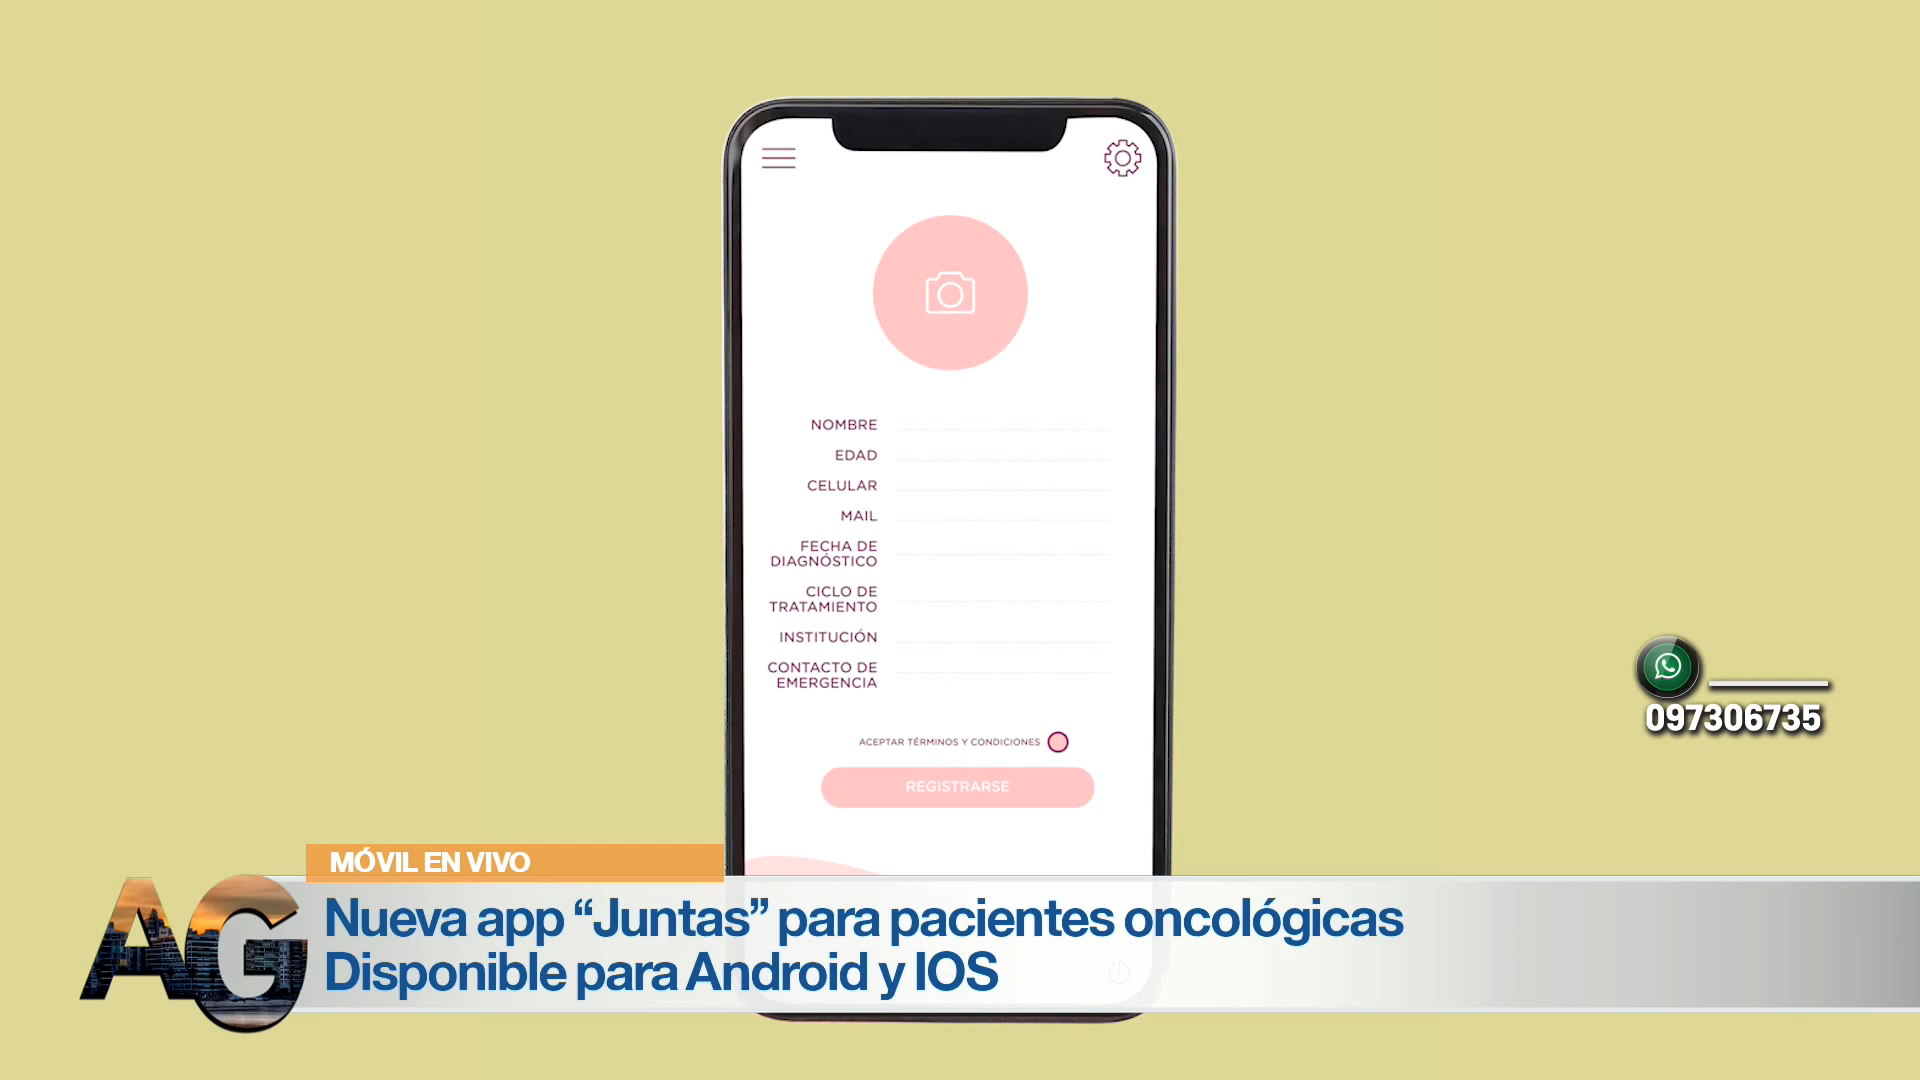 NOMBRE
EDAD
CELULAR
MAIL
FECHA DE
DIAGNÓSTICO
CICLO DE
TRATAMIENTO
INSTITUCIÓN
CONTACTO DE
EMERGENCIA
ACEPTAR TÉRMINOS Y CONDICIONES
REGISTRARSE
097306735
MÓVIL EN VIVO
AG
Nueva app “Juntas” para pacientes oncológicas
Disponible para Android y IOS